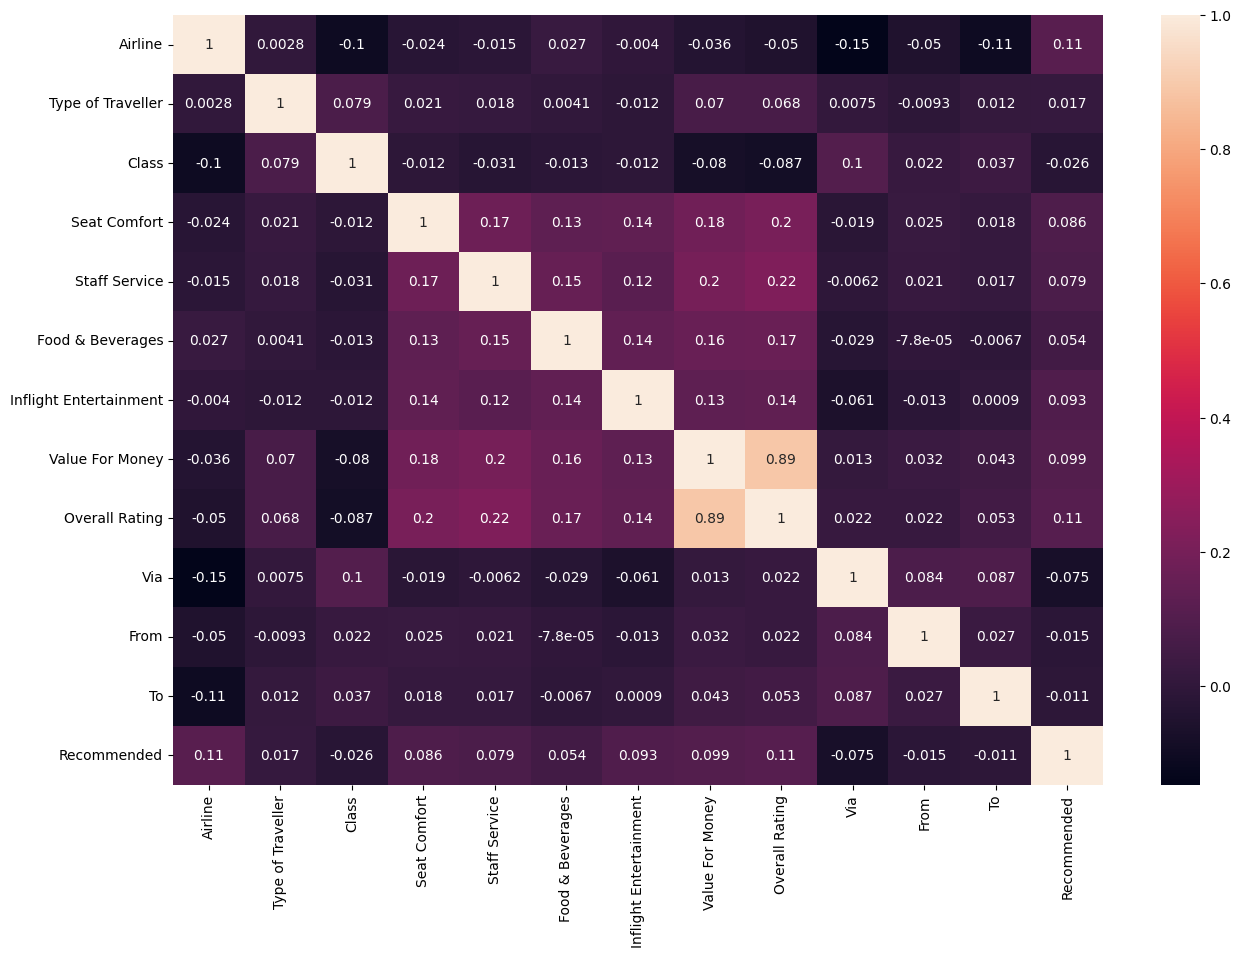 Airline 1 0.0028 -0.1 -0.024 -0.015 0.027 -0.004 -0.036 -0.05 -0.15 -0.05 -0.11 0.11
Type of Traveller 0.0028 1 0.079 0.021 0.018 0.0041 -0.012 0.07 0.068 0.0075 -0.0093 0.012 0.017
Class -0.1 0.079 1 -0.012 -0.031 -0.013 -0.012 -0.08 -0.087 0.1 0.022 0.037 -0.026
Seat Comfort -0.024 0.021 -0.012 1 0.17 0.13 0.14 0.18 0.2 -0.019 0.025 0.018 0.086
Staff Service -0.015 0.018 -0.031 0.17 1 0.15 0.12 0.2 0.22 -0.0062 0.021 0.017 0.079
Food & Beverages 0.027 0.0041 -0.013 0.13 0.15 1 0.14 0.16 0.17 -0.029 -7.8e-05 -0.0067 0.054
Inflight Entertainment -0.004 -0.012 -0.012 0.14 0.12 0.14 1 0.13 0.14 -0.061 -0.013 0.0009 0.093
Value For Money -0.036 0.07 -0.08 0.18 0.2 0.16 0.13 1 0.89 0.013 0.032 0.043 0.099
Overall Rating -0.05 0.068 -0.087 0.2 0.22 0.17 0.14 0.89 1 0.022 0.022 0.053 0.11
Via -0.15 0.0075 0.1 -0.019 -0.0062 -0.029 -0.061 0.013 0.022 1 0.084 0.087 -0.075
From -0.05 -0.0093 0.022 0.025 0.021 -7.8e-05 -0.013 0.032 0.022 0.084 1 0.027 -0.015
To -0.11 0.012 0.037 0.018 0.017 -0.0067 0.0009 0.043 0.053 0.087 0.027 1 -0.011
Recommended 0.11 0.017 -0.026 0.086 0.079 0.054 0.093 0.099 0.11 -0.075 -0.015 -0.011 1
Airline
Type of Traveller
Class
Seat Comfort
Staff Service
Food & Beverages
Inflight Entertainment
Value For Money
Overall Rating
Via
From
To
Recommended
1.0
0.8
0.6
0.4
0.2
0.0